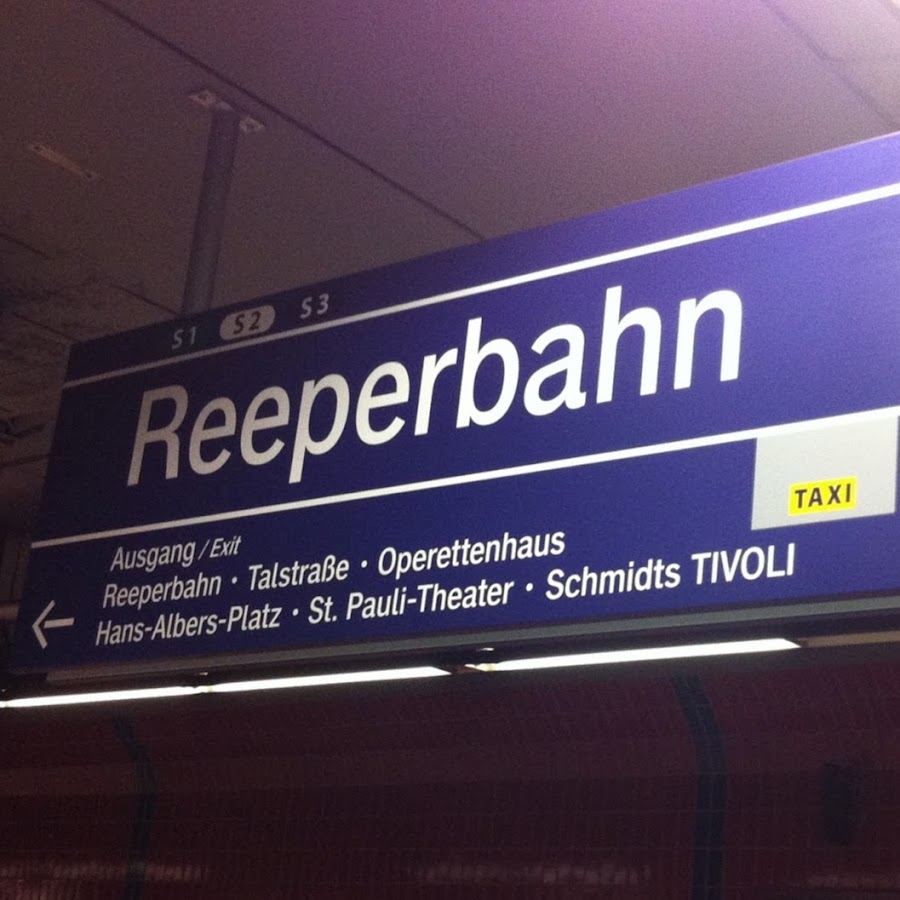 S1 S2 S3
Reeperbahn
TAXI
Ausgang / Exit
Reeperbahn · Talstraße · Operettenhaus
Hans-Albers-Platz · St. Pauli-Theater · Schmidts TIVOLI